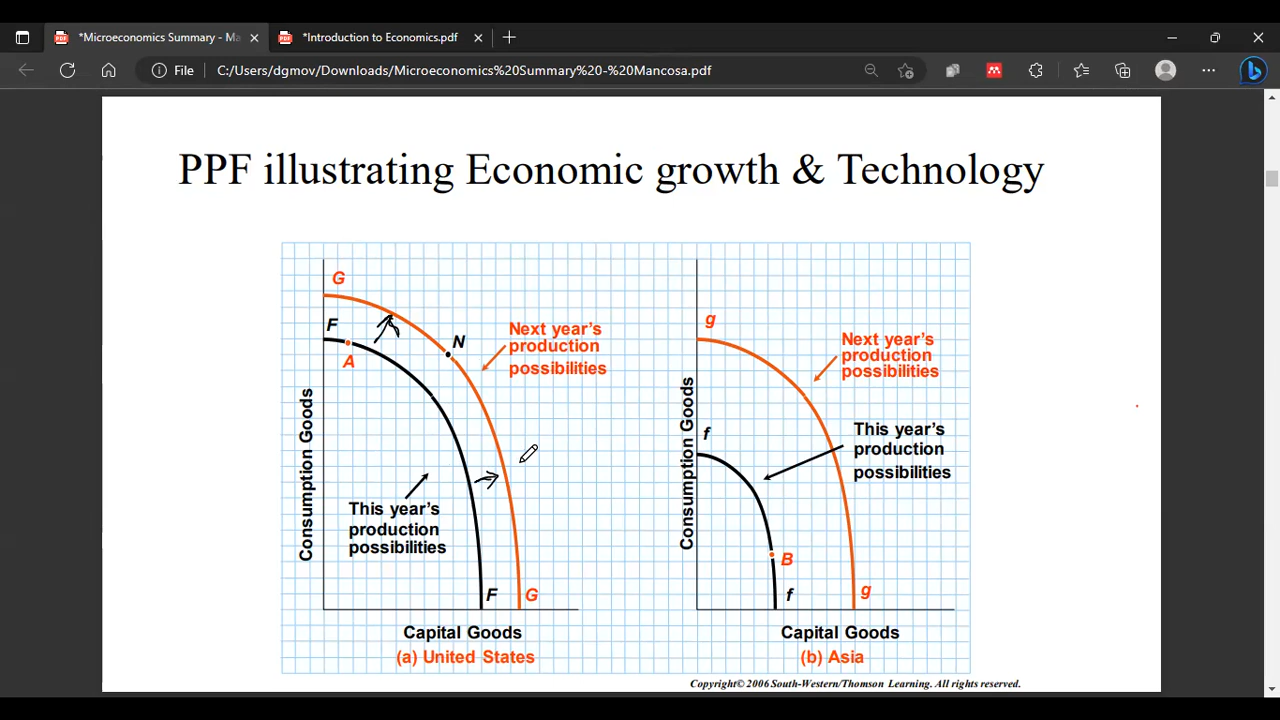 *Microeconomics Summary - Ma
*Introduction to Economics.pdf
File
C:/Users/dgmov/Downloads/Microeconomics%20Summary%20-%20Mancosa.pdf
PPF illustrating Economic growth & Technology
G
F
A
N
Next year's
production
possibilities
This year's
production
possibilities
Consumption Goods
F
G
Capital Goods
(a) United States
g
Next year's
production
possibilities
f
This year's
production
possibilities
Consumption Goods
B
f
g
Capital Goods
(b) Asia
Copyright© 2006 South-Western/Thomson Learning. All rights reserved.